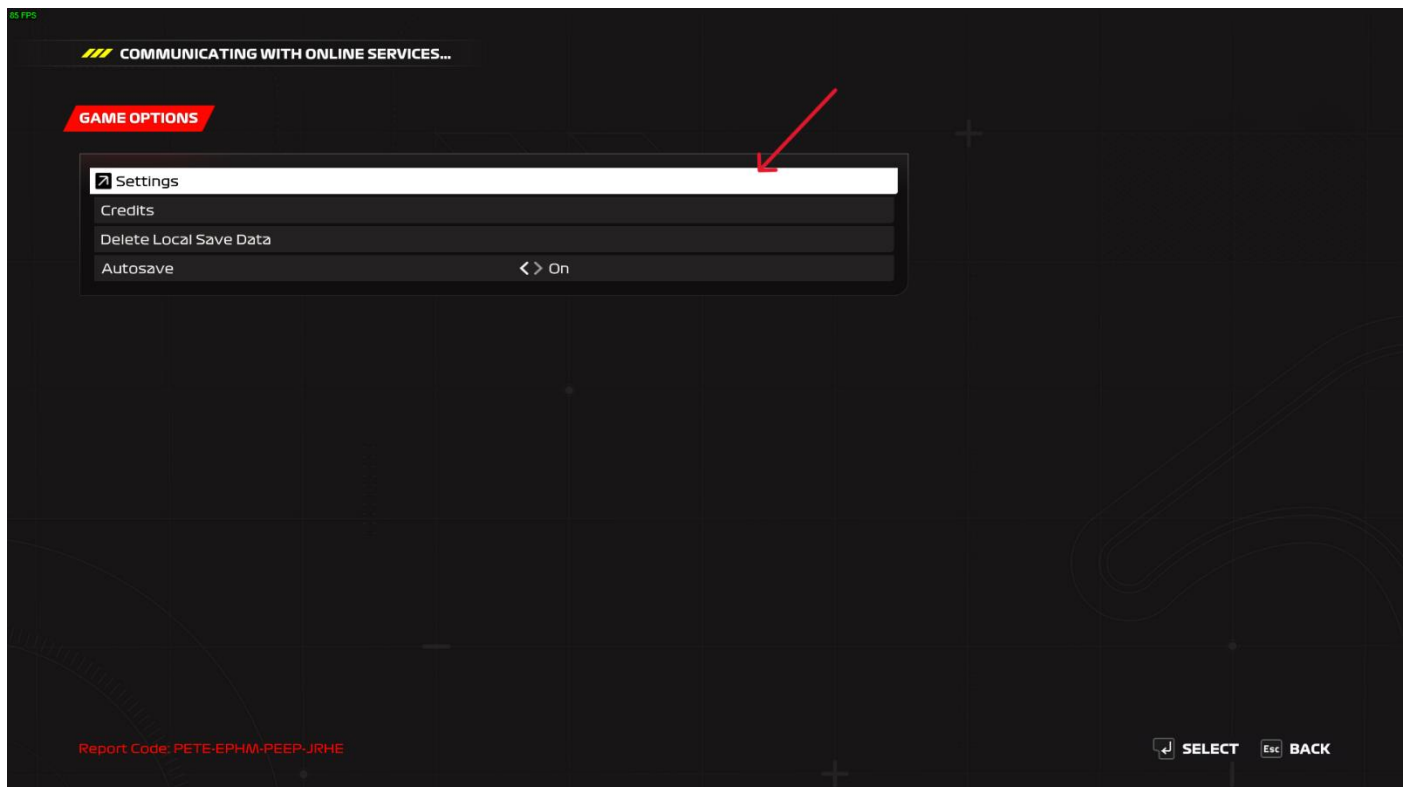 85 FPS
COMMUNICATING WITH ONLINE SERVICES...
GAME OPTIONS
Settings
Credits
Delete Local Save Data
Autosave < > On
Report Code: PETE-EPHM-PEEP-JRHE
SELECT Esc BACK